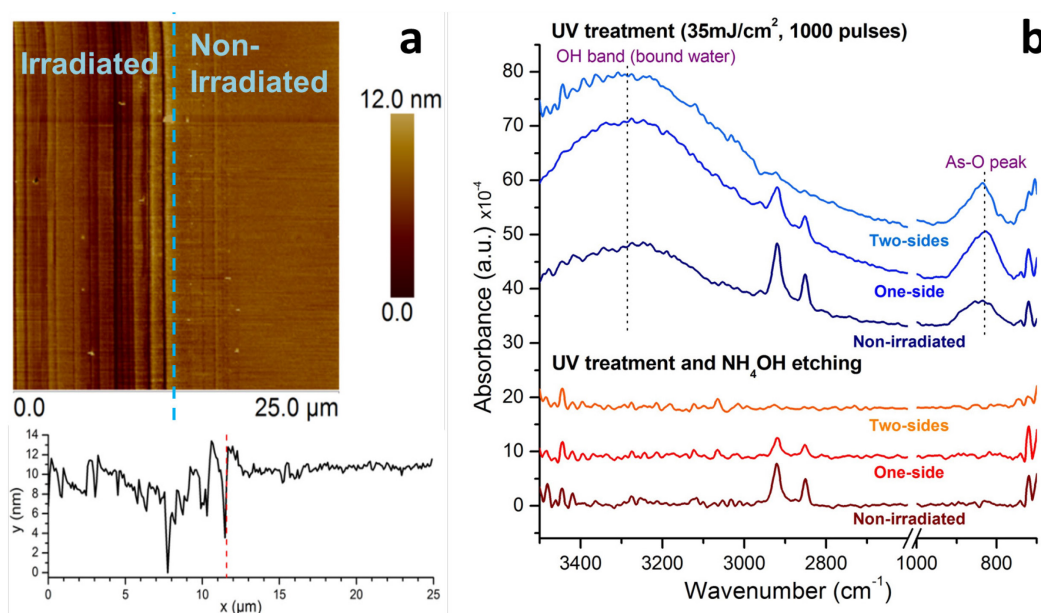 a
Irradiated
Non-
Irradiated
12.0 nm
0.0
0.0
25.0 µm
14
12
10
8
6
4
2
0
y (nm)
0 5 10 15 20 25
x (µm)
b
UV treatment (35mJ/cm², 1000 pulses)
OH band (bound water)
As-O peak
Two-sides
One-side
Non-irradiated
UV treatment and NH₄OH etching
Two-sides
One-side
Non-irradiated
80
70
60
50
40
30
20
10
0
Absorbance (a.u.) x10⁻⁴
3400 3200 3000 2800 1000 800
Wavenumber (cm⁻¹)